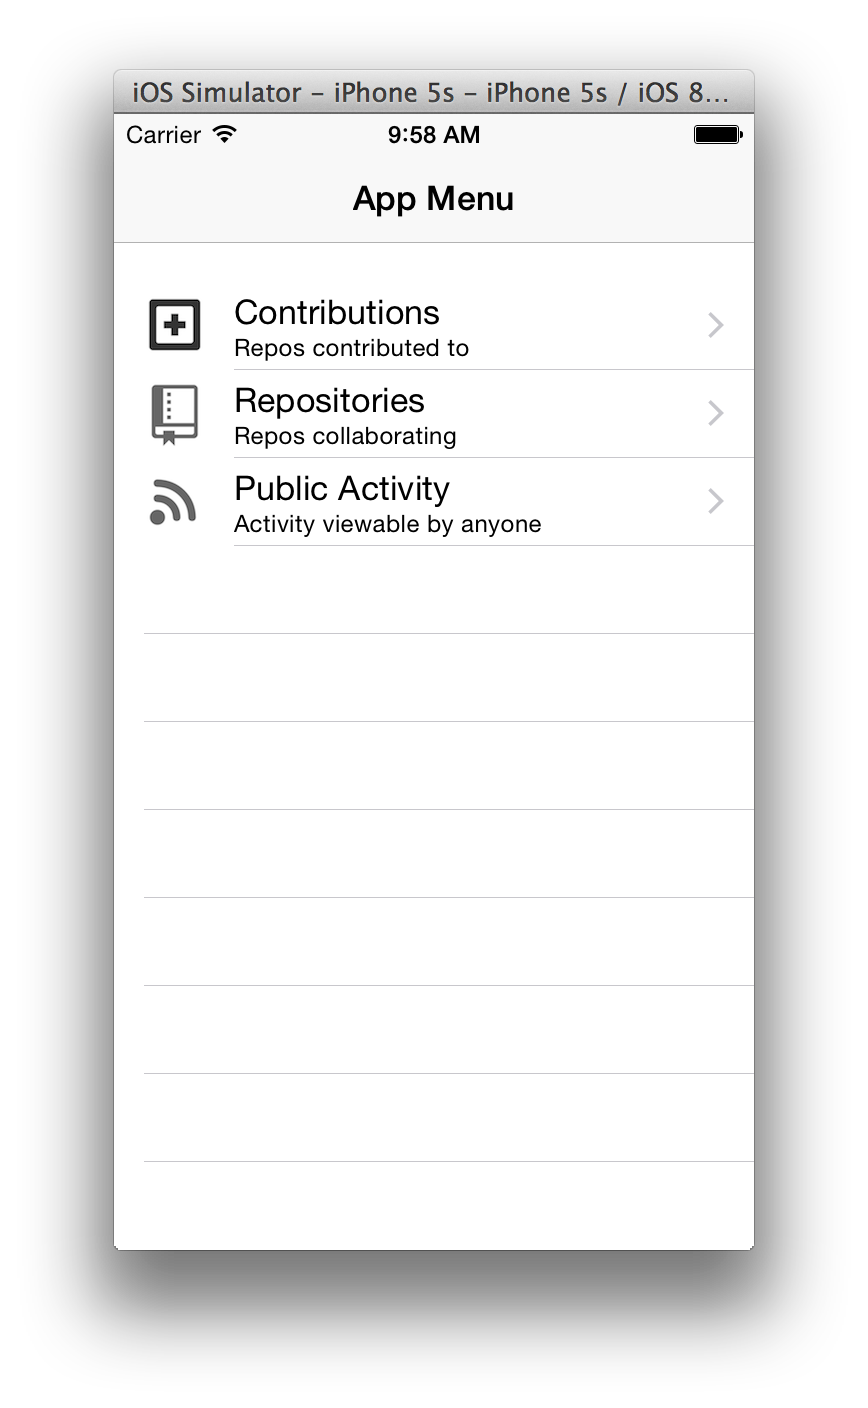 iOS Simulator – iPhone 5s – iPhone 5s / iOS 8...
Carrier 9:58 AM
App Menu
Contributions
Repos contributed to
Repositories
Repos collaborating
Public Activity
Activity viewable by anyone